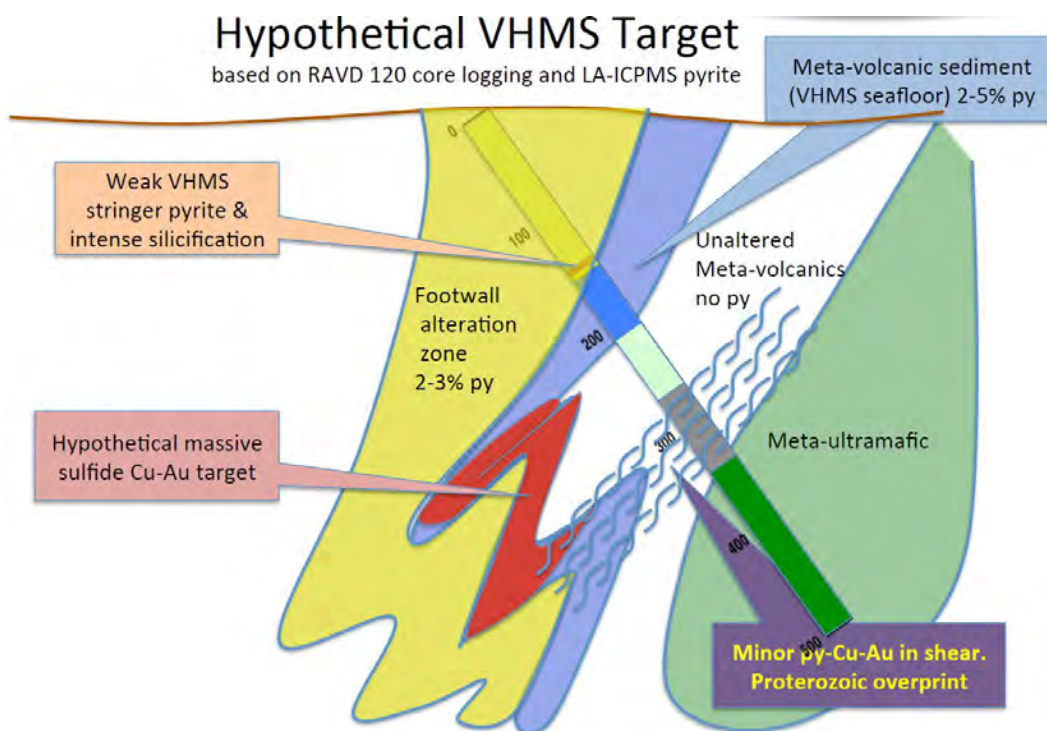 Hypothetical VHMS Target
based on RAVD 120 core logging and LA-ICPMS pyrite
Meta-volcanic sediment
(VHMS seafloor) 2-5% py
0
Weak VHMS
stringer pyrite &
intense silicification
100
Unaltered
Meta-volcanics
no py
Footwall
alteration
zone
2-3% py
200
Hypothetical massive
sulfide Cu-Au target
300
Meta-ultramafic
400
500
Minor py-Cu-Au in shear.
Proterozoic overprint